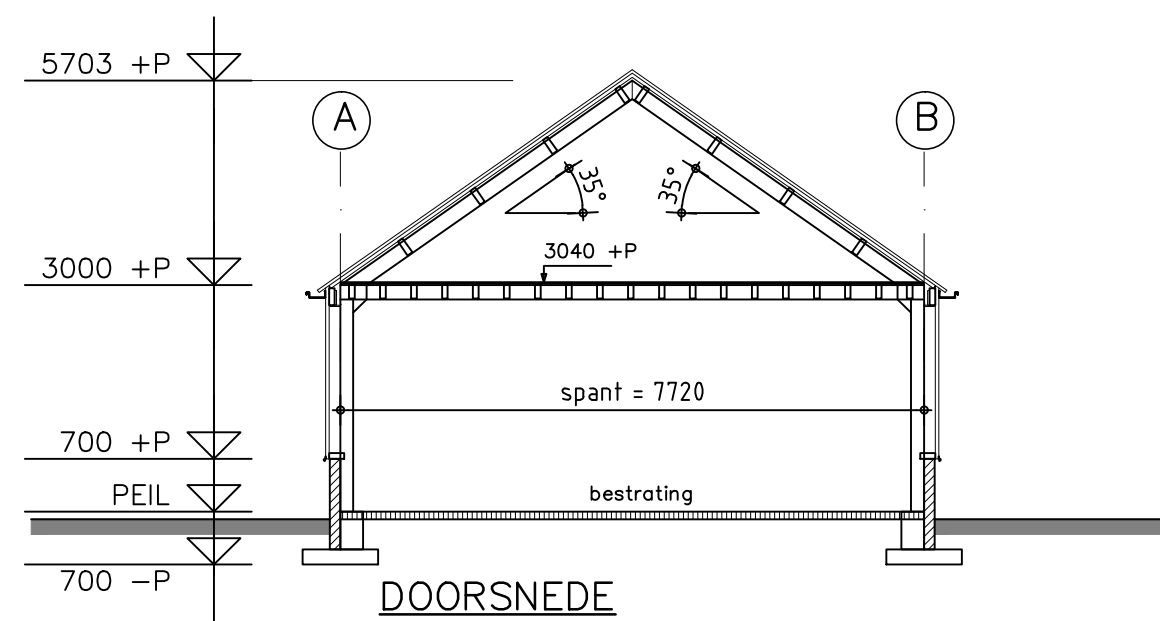 5703 +P
A
B
35°
35°
3040 +P
3000 +P
spant = 7720
700 +P
PEIL
bestrating
700 -P
DOORSNEDE